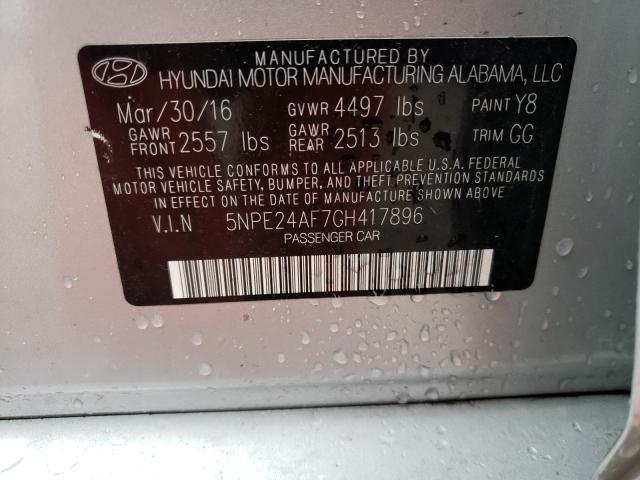 MANUFACTURED BY
HYUNDAI MOTOR MANUFACTURING ALABAMA, LLC
Mar/30/16 GVWR 4497 lbs PAINT Y8
GAWR FRONT 2557 lbs GAWR REAR 2513 lbs TRIM GG
THIS VEHICLE CONFORMS TO ALL APPLICABLE U.S.A. FEDERAL
MOTOR VEHICLE SAFETY, BUMPER, AND THEFT PREVENTION
STANDARDS IN EFFECT ON THE DATE OF MANUFACTURE SHOWN ABOVE.
V.I.N 5NPE24AF7GH417896
PASSENGER CAR